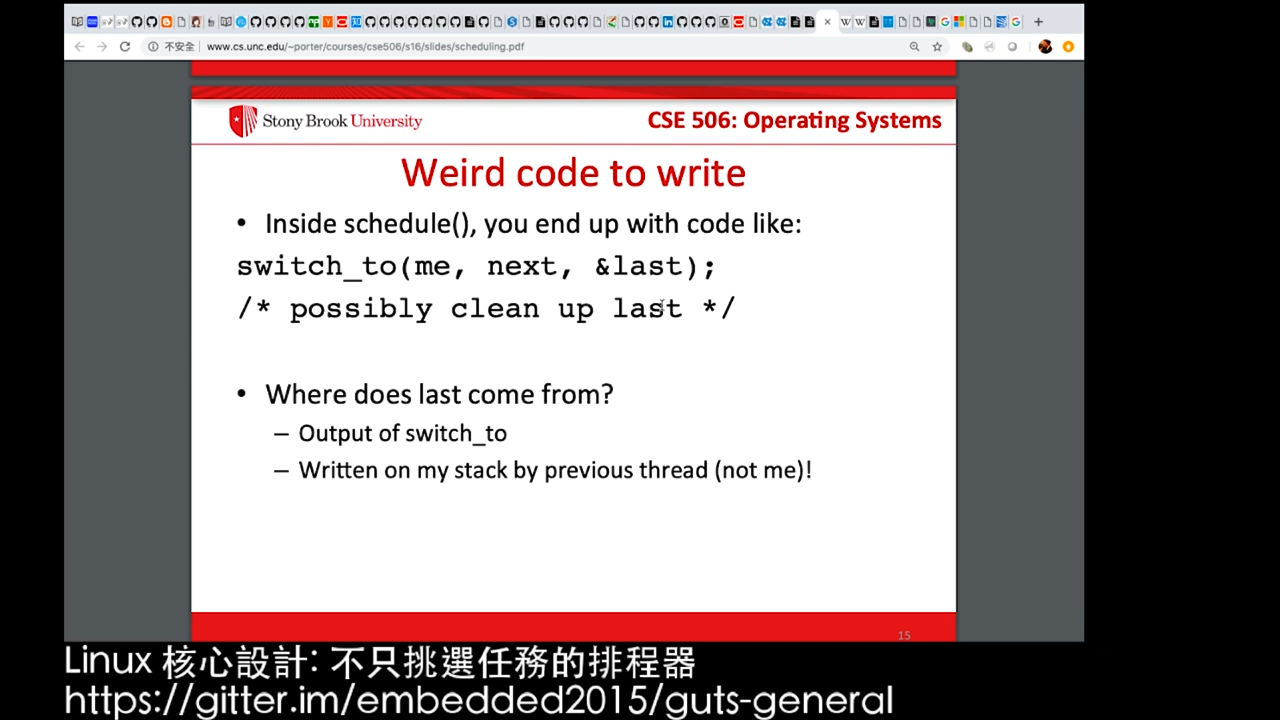 不安全 www.cs.unc.edu/~porter/courses/cse506/s16/slides/scheduling.pdf
Stony Brook University
CSE 506: Operating Systems
Weird code to write
• Inside schedule(), you end up with code like:
switch_to(me, next, &last);
/* possibly clean up last */
• Where does last come from?
– Output of switch_to
– Written on my stack by previous thread (not me)!
15
Linux 核心設計: 不只挑選任務的排程器
https://gitter.im/embedded2015/guts-general